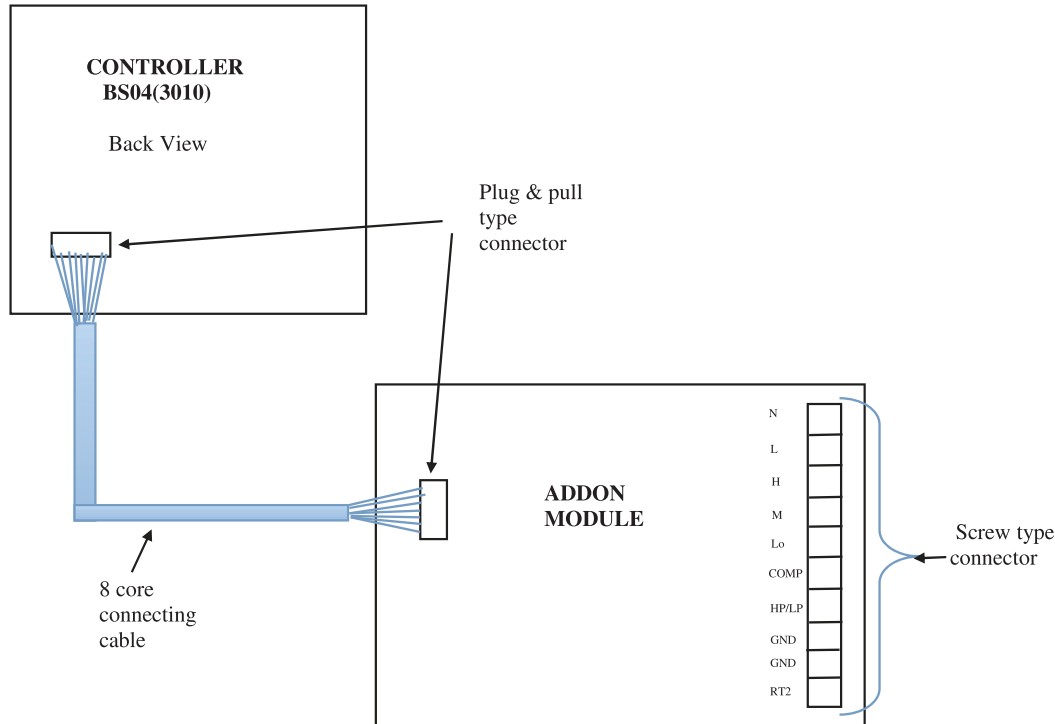 CONTROLLER
BS04(3010)
Back View
Plug & pull
type
connector
8 core
connecting
cable
ADDON
MODULE
N
L
H
M
Lo
COMP
HP/LP
GND
GND
RT2
Screw type
connector